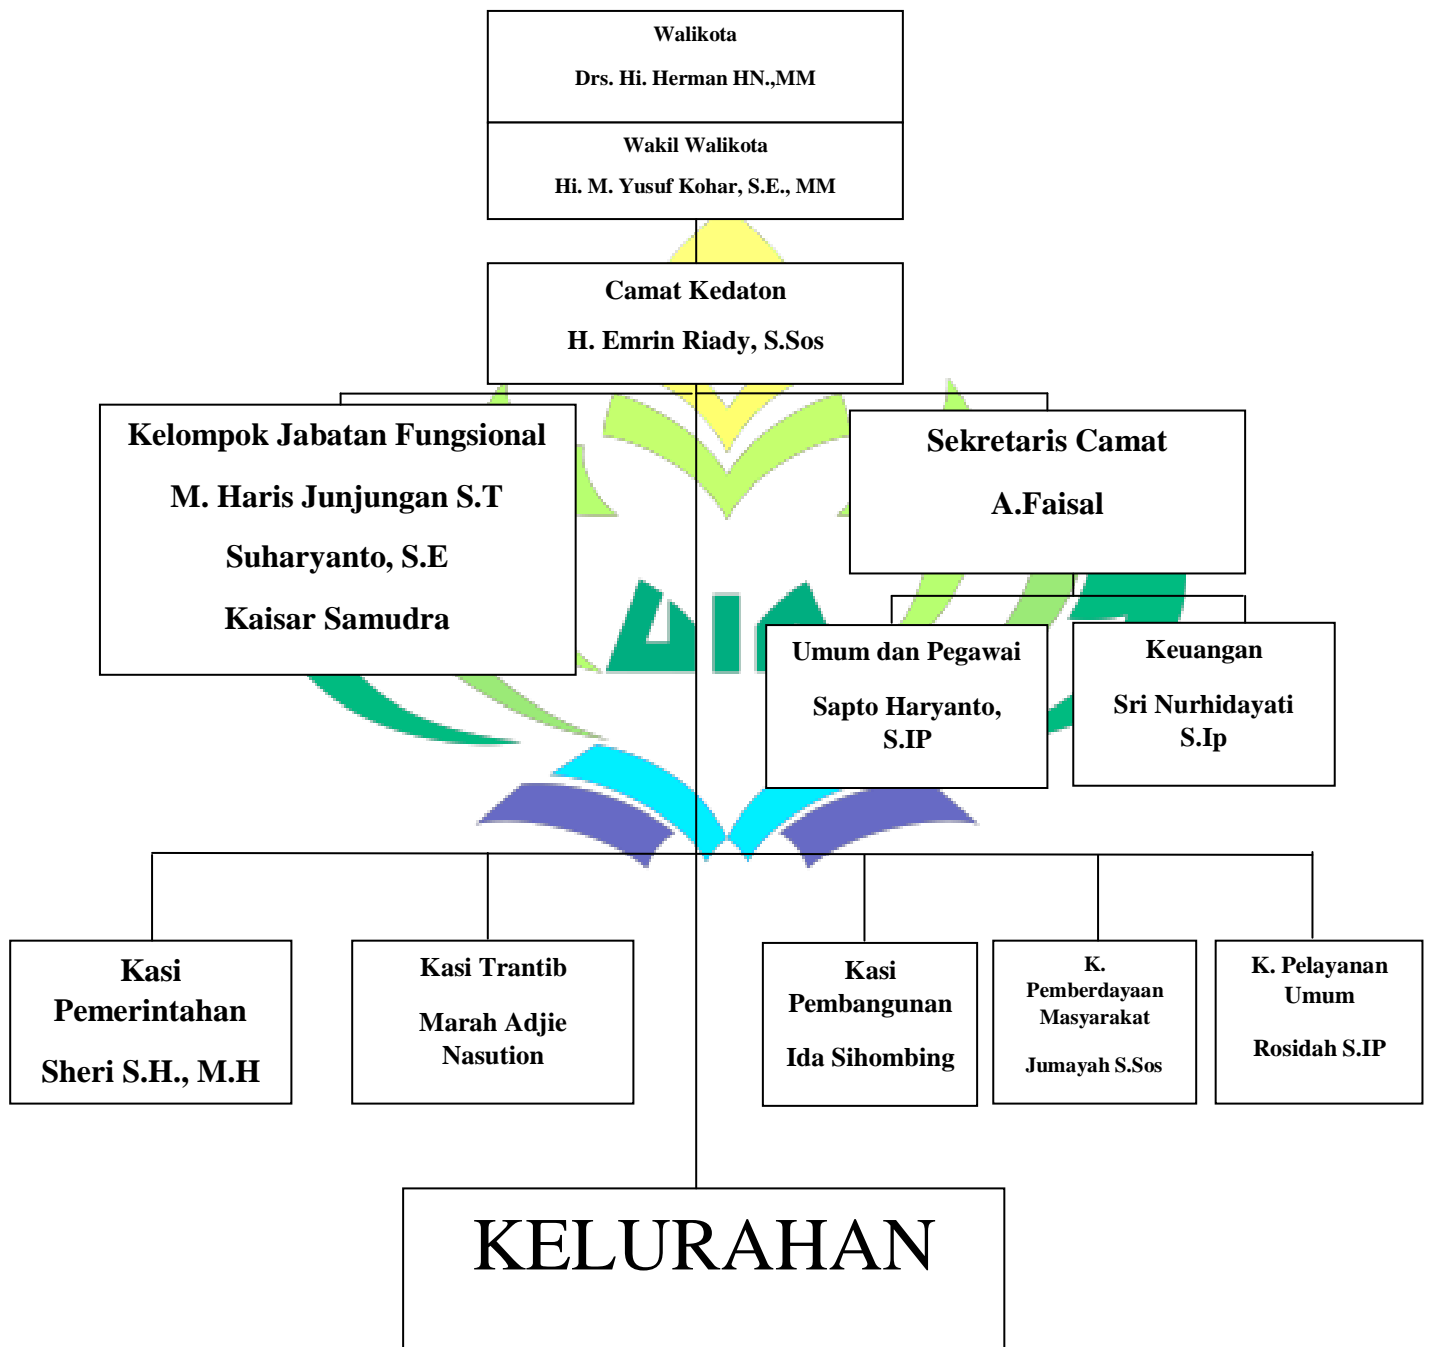 Walikota
Drs. Hi. Herman HN.,MM
Wakil Walikota
Hi. M. Yusuf Kohar, S.E., MM
Camat Kedaton
H. Emrin Riady, S.Sos
Kelompok Jabatan Fungsional
M. Haris Junjungan S.T
Suharyanto, S.E
Kaisar Samudra
Sekretaris Camat
A.Faisal
Umum dan Pegawai
Sapto Haryanto,
S.IP
Keuangan
Sri Nurhidayati
S.Ip
Kasi
Pemerintahan
Sheri S.H., M.H
Kasi Trantib
Marah Adjie
Nasution
Kasi
Pembangunan
Ida Sihombing
K.
Pemberdayaan
Masyarakat
Jumayah S.Sos
K. Pelayanan
Umum
Rosidah S.IP
KELURAHAN